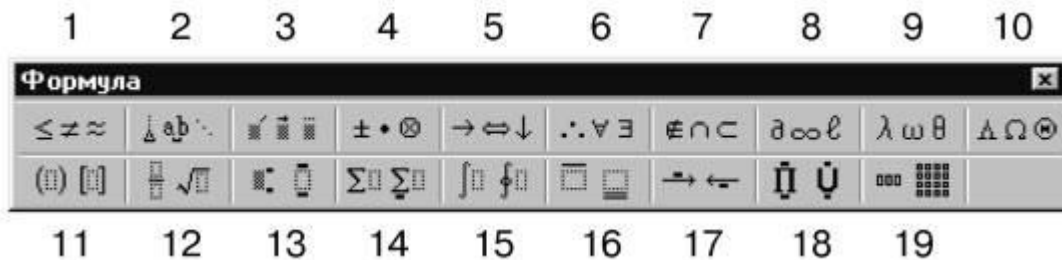 1 2 3 4 5 6 7 8 9 10
Формула
≤ ≠ ≈ ab ⋱ ± • ⊗ → ⇔ ↓ ∴ ∀ ∃ ∉ ∩ ⊂ ∂ ∞ ℓ λ ω θ Λ Ω Θ
(▯) [▯] √▯ Σ▯ Σ▯ ∫▯ ∮▯ → ← Π Ụ
11 12 13 14 15 16 17 18 19